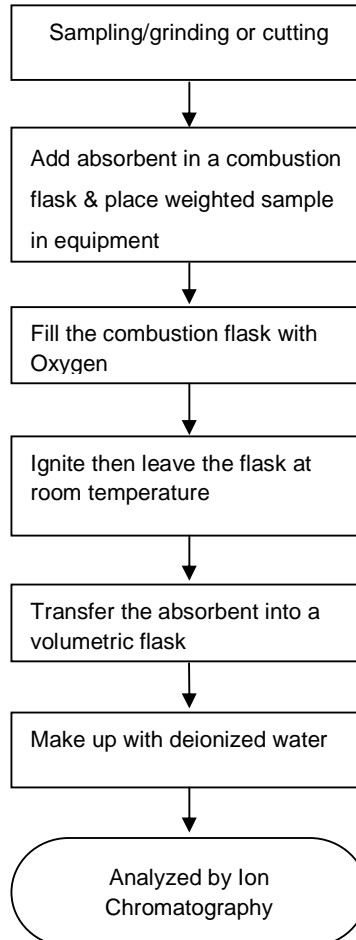 Sampling/grinding or cutting
Add absorbent in a combustion
flask & place weighted sample
in equipment
Fill the combustion flask with
Oxygen
Ignite then leave the flask at
room temperature
Transfer the absorbent into a
volumetric flask
Make up with deionized water
Analyzed by Ion
Chromatography